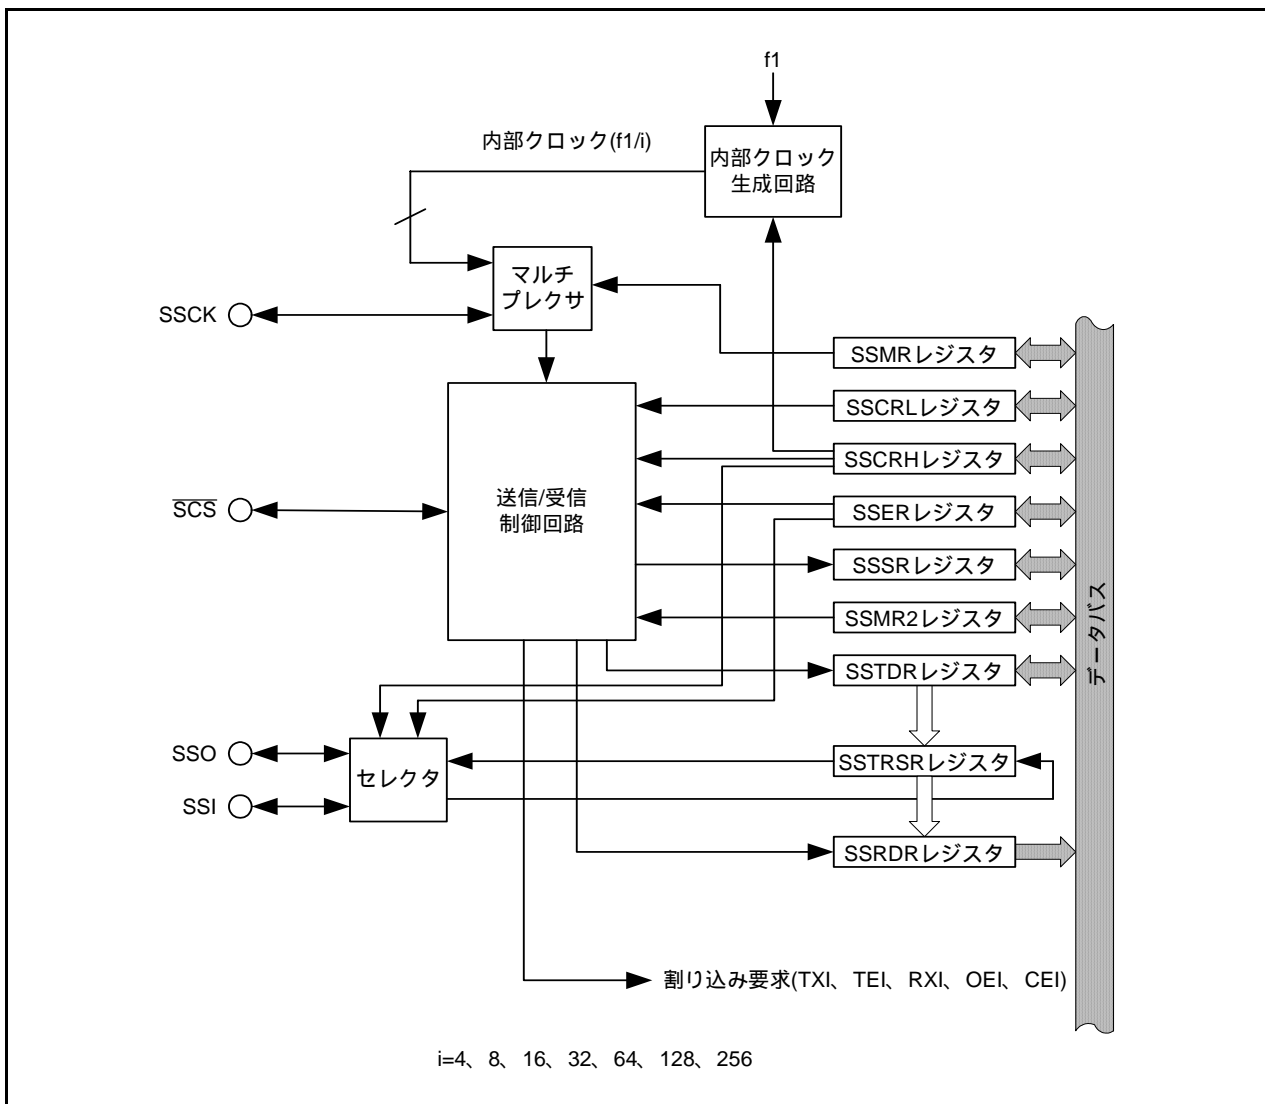 f1
内部クロック(f1/i)
内部クロック
生成回路
マルチ
プレクサ
SSCK
SSMRレジスタ
SSCRLレジスタ
SSCRHレジスタ
SCS
送信/受信
制御回路
SSERレジスタ
SSSRレジスタ
SSMR2レジスタ
データバス
SSTDRレジスタ
SSO
セレクタ
SSTRSRレジスタ
SSI
SSRDRレジスタ
割り込み要求(TXI、TEI、RXI、OEI、CEI)
i=4、8、16、32、64、128、256